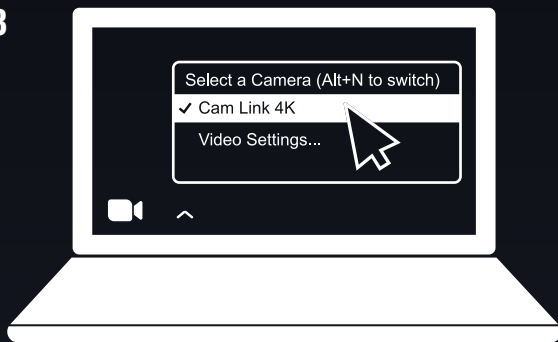 3
Select a Camera (Alt+N to switch)
✓ Cam Link 4K
Video Settings...